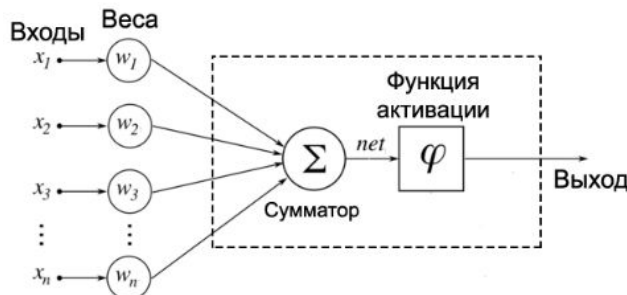 Входы
Веса
x1
w1
x2
w2
x3
w3
⋮
⋮
xn
wn
Σ
Сумматор
net
Функция
активации
φ
Выход